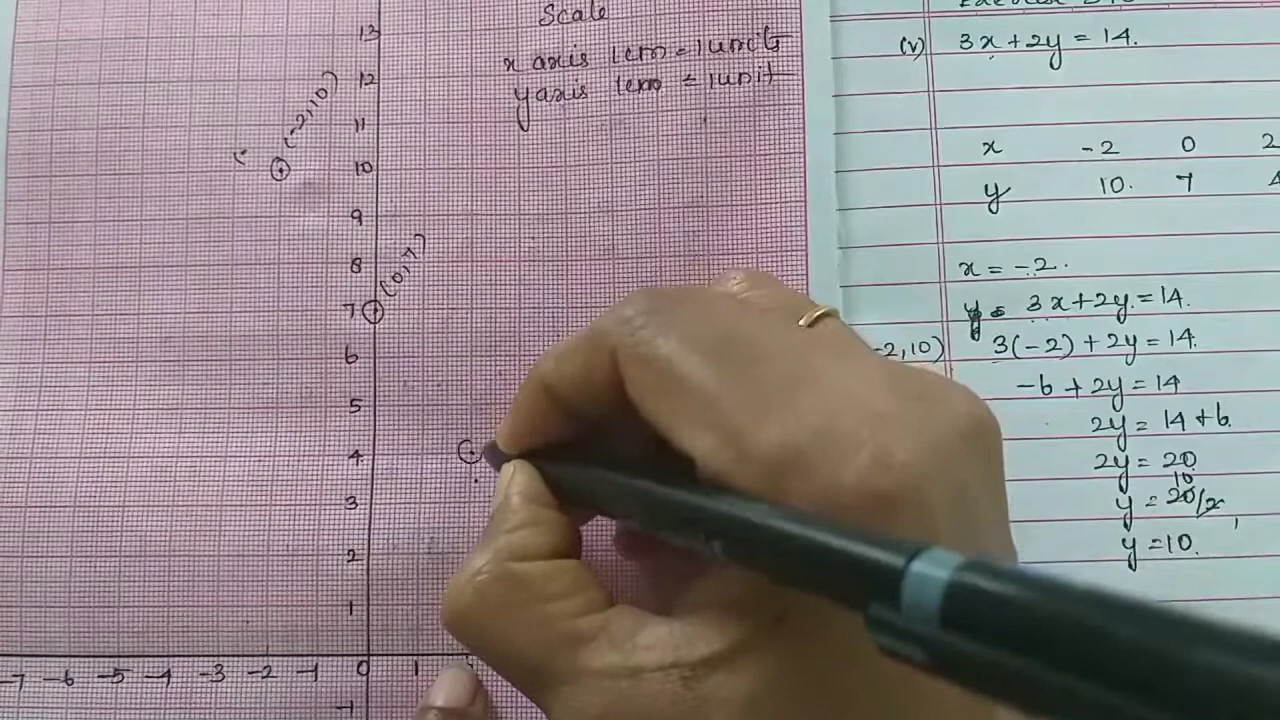 Scale
x axis 1cm = 1unit
y axis 1cm = 1unit
13
12
11
10
9
8
7
6
5
4
3
2
1
-7 -6 -5 -4 -3 -2 -1 0 1
-1
(-2,10)
(0,7)
(v) 3x+2y = 14.
x -2 0 2
y 10. 7 4
x = -2.
3x+2y = 14.
-2,10) 3(-2) + 2y = 14.
-6 + 2y = 14
2y = 14 + 6.
2y = 20
10
y = 20/2
y = 10.